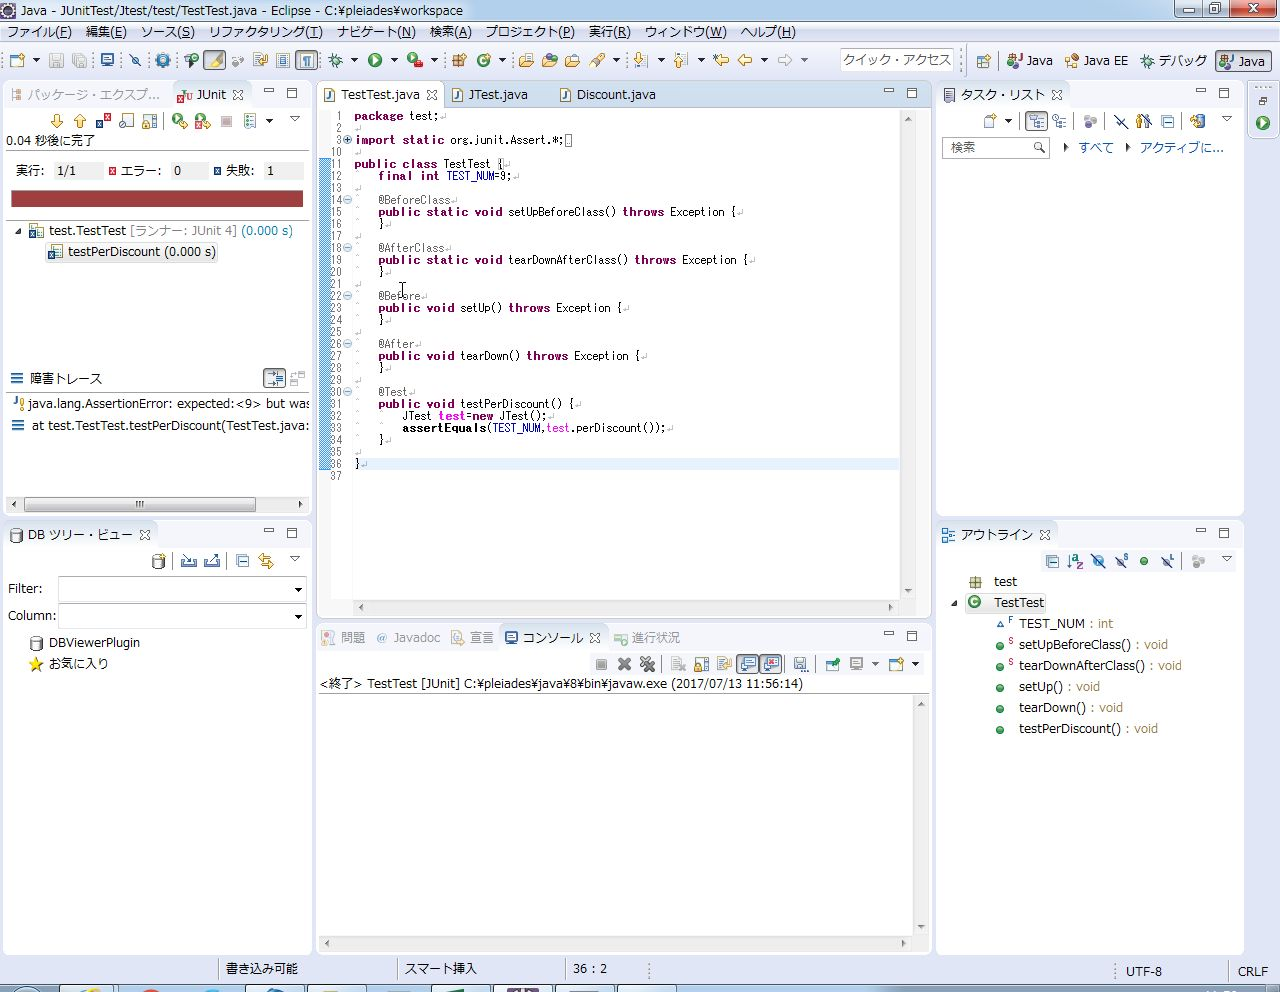 Java - JUnitTest/Jtest/test/TestTest.java - Eclipse - C:¥pleiades¥workspace
ファイル(F) 編集(E) ソース(S) リファクタリング(T) ナビゲート(N) 検索(A) プロジェクト(P) 実行(R) ウィンドウ(W) ヘルプ(H)
クイック・アクセス Java Java EE デバッグ Java
パッケージ・エクスプ... JUnit
0.04 秒後に完了
実行: 1/1 エラー: 0 失敗: 1
test.TestTest [ランナー: JUnit 4] (0.000 s)
testPerDiscount (0.000 s)
障害トレース
java.lang.AssertionError: expected:<9> but was
at test.TestTest.testPerDiscount(TestTest.java:
DB ツリー・ビュー
Filter:
Column:
DBViewerPlugin
お気に入り
TestTest.java JTest.java Discount.java
1 package test;
2
3 import static org.junit.Assert.*;
10
11 public class TestTest {
12 final int TEST_NUM=9;
13
14 @BeforeClass
15 public static void setUpBeforeClass() throws Exception {
16 }
17
18 @AfterClass
19 public static void tearDownAfterClass() throws Exception {
20 }
21
22 @Before
23 public void setUp() throws Exception {
24 }
25
26 @After
27 public void tearDown() throws Exception {
28 }
29
30 @Test
31 public void testPerDiscount() {
32 JTest test=new JTest();
33 assertEquals(TEST_NUM,test.perDiscount());
34 }
35
36 }
37
問題 @ Javadoc 宣言 コンソール 進行状況
<終了> TestTest [JUnit] C:¥pleiades¥java¥8¥bin¥javaw.exe (2017/07/13 11:56:14)
タスク・リスト
検索 すべて アクティブに...
アウトライン
test
TestTest
TEST_NUM : int
setUpBeforeClass() : void
tearDownAfterClass() : void
setUp() : void
tearDown() : void
testPerDiscount() : void
書き込み可能 スマート挿入 36 : 2 UTF-8 CRLF